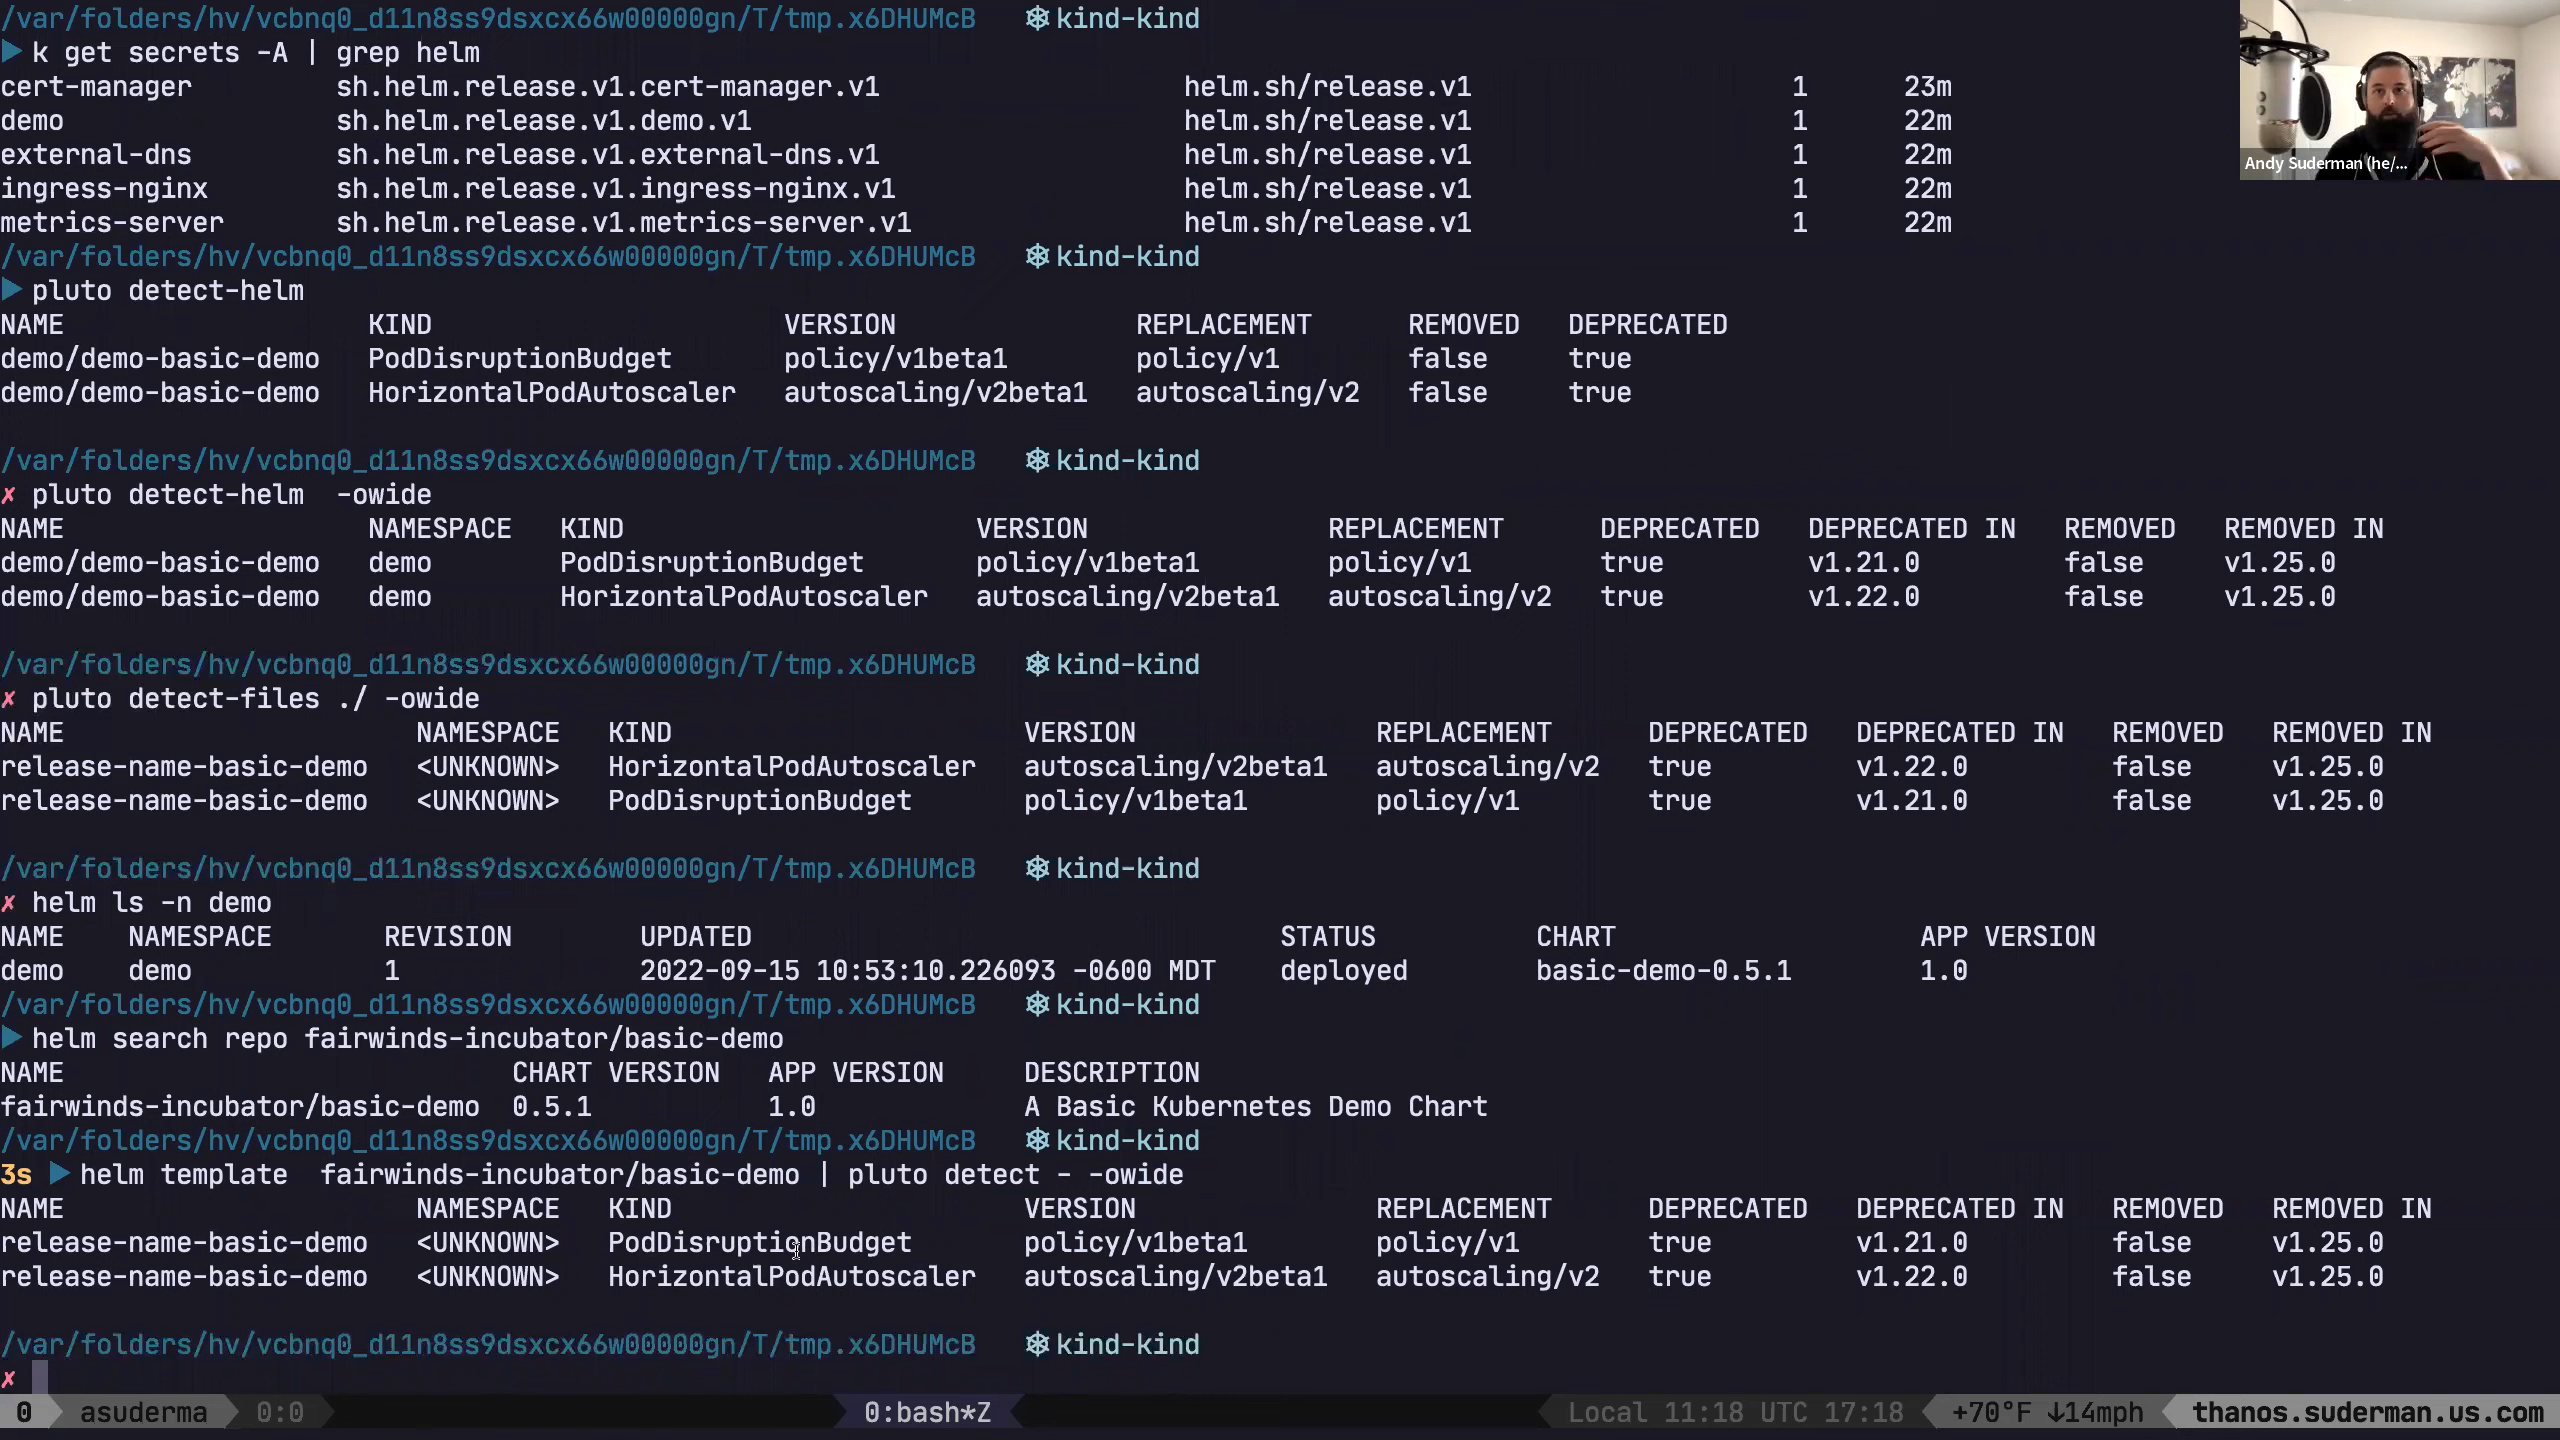 /var/folders/hv/vcbnq0_d11n8ss9dsxcx66w00000gn/T/tmp.x6DHUMcB ⎈ kind-kind
▶ k get secrets -A | grep helm
cert-manager sh.helm.release.v1.cert-manager.v1 helm.sh/release.v1 1 23m
demo sh.helm.release.v1.demo.v1 helm.sh/release.v1 1 22m
external-dns sh.helm.release.v1.external-dns.v1 helm.sh/release.v1 1 22m
ingress-nginx sh.helm.release.v1.ingress-nginx.v1 helm.sh/release.v1 1 22m
metrics-server sh.helm.release.v1.metrics-server.v1 helm.sh/release.v1 1 22m
Andy Suderman (he/...
/var/folders/hv/vcbnq0_d11n8ss9dsxcx66w00000gn/T/tmp.x6DHUMcB ⎈ kind-kind
▶ pluto detect-helm
NAME KIND VERSION REPLACEMENT REMOVED DEPRECATED
demo/demo-basic-demo PodDisruptionBudget policy/v1beta1 policy/v1 false true
demo/demo-basic-demo HorizontalPodAutoscaler autoscaling/v2beta1 autoscaling/v2 false true
/var/folders/hv/vcbnq0_d11n8ss9dsxcx66w00000gn/T/tmp.x6DHUMcB ⎈ kind-kind
✗ pluto detect-helm -owide
NAME NAMESPACE KIND VERSION REPLACEMENT DEPRECATED DEPRECATED IN REMOVED REMOVED IN
demo/demo-basic-demo demo PodDisruptionBudget policy/v1beta1 policy/v1 true v1.21.0 false v1.25.0
demo/demo-basic-demo demo HorizontalPodAutoscaler autoscaling/v2beta1 autoscaling/v2 true v1.22.0 false v1.25.0
/var/folders/hv/vcbnq0_d11n8ss9dsxcx66w00000gn/T/tmp.x6DHUMcB ⎈ kind-kind
✗ pluto detect-files ./ -owide
NAME NAMESPACE KIND VERSION REPLACEMENT DEPRECATED DEPRECATED IN REMOVED REMOVED IN
release-name-basic-demo <UNKNOWN> HorizontalPodAutoscaler autoscaling/v2beta1 autoscaling/v2 true v1.22.0 false v1.25.0
release-name-basic-demo <UNKNOWN> PodDisruptionBudget policy/v1beta1 policy/v1 true v1.21.0 false v1.25.0
/var/folders/hv/vcbnq0_d11n8ss9dsxcx66w00000gn/T/tmp.x6DHUMcB ⎈ kind-kind
✗ helm ls -n demo
NAME NAMESPACE REVISION UPDATED STATUS CHART APP VERSION
demo demo 1 2022-09-15 10:53:10.226093 -0600 MDT deployed basic-demo-0.5.1 1.0
/var/folders/hv/vcbnq0_d11n8ss9dsxcx66w00000gn/T/tmp.x6DHUMcB ⎈ kind-kind
▶ helm search repo fairwinds-incubator/basic-demo
NAME CHART VERSION APP VERSION DESCRIPTION
fairwinds-incubator/basic-demo 0.5.1 1.0 A Basic Kubernetes Demo Chart
/var/folders/hv/vcbnq0_d11n8ss9dsxcx66w00000gn/T/tmp.x6DHUMcB ⎈ kind-kind
3s ▶ helm template fairwinds-incubator/basic-demo | pluto detect - -owide
NAME NAMESPACE KIND VERSION REPLACEMENT DEPRECATED DEPRECATED IN REMOVED REMOVED IN
release-name-basic-demo <UNKNOWN> PodDisruptionBudget policy/v1beta1 policy/v1 true v1.21.0 false v1.25.0
release-name-basic-demo <UNKNOWN> HorizontalPodAutoscaler autoscaling/v2beta1 autoscaling/v2 true v1.22.0 false v1.25.0
/var/folders/hv/vcbnq0_d11n8ss9dsxcx66w00000gn/T/tmp.x6DHUMcB ⎈ kind-kind
✗
0 asuderma 0:0 0:bash*Z Local 11:18 UTC 17:18 +70°F ↓14mph thanos.suderman.us.com